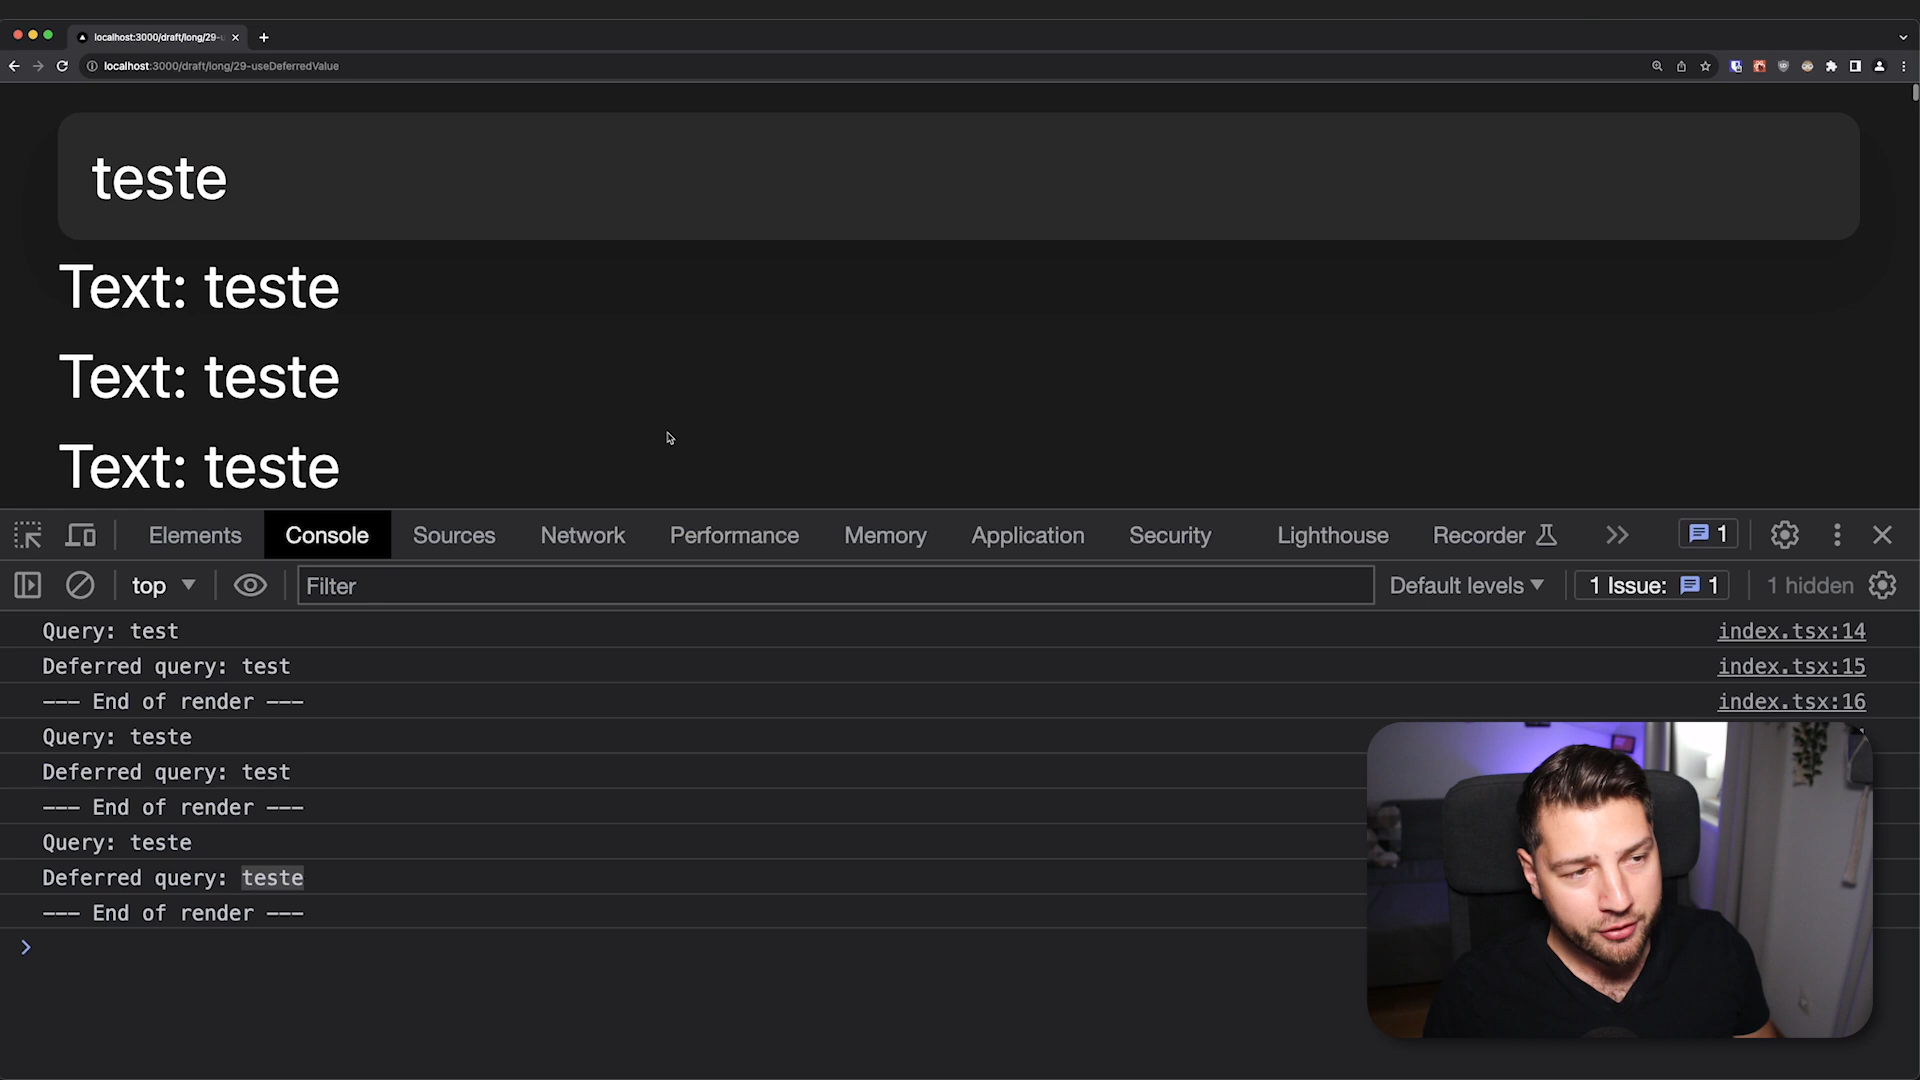 localhost:3000/draft/long/29-u
localhost:3000/draft/long/29-useDeferredValue
teste
Text: teste
Text: teste
Text: teste
Elements Console Sources Network Performance Memory Application Security Lighthouse Recorder 1
top Filter Default levels 1 Issue: 1 1 hidden
Query: test index.tsx:14
Deferred query: test index.tsx:15
--- End of render --- index.tsx:16
Query: teste
Deferred query: test
--- End of render ---
Query: teste
Deferred query: teste
--- End of render ---